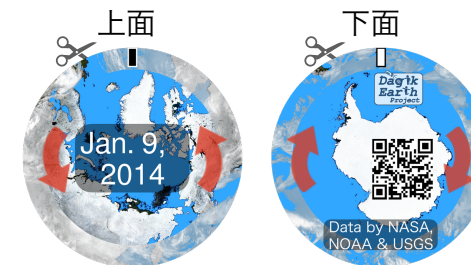 上面
下面
Jan. 9,
2014
Dagik
Earth
Project
Data by NASA,
NOAA & USGS